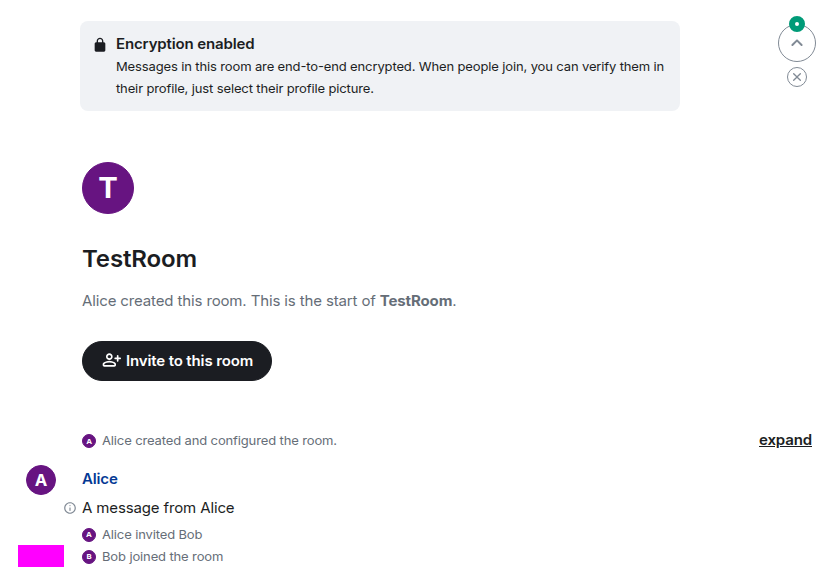 Encryption enabled
Messages in this room are end-to-end encrypted. When people join, you can verify them in
their profile, just select their profile picture.
T
TestRoom
Alice created this room. This is the start of TestRoom.
Invite to this room
A Alice created and configured the room.
expand
A Alice
A message from Alice
A Alice invited Bob
B Bob joined the room